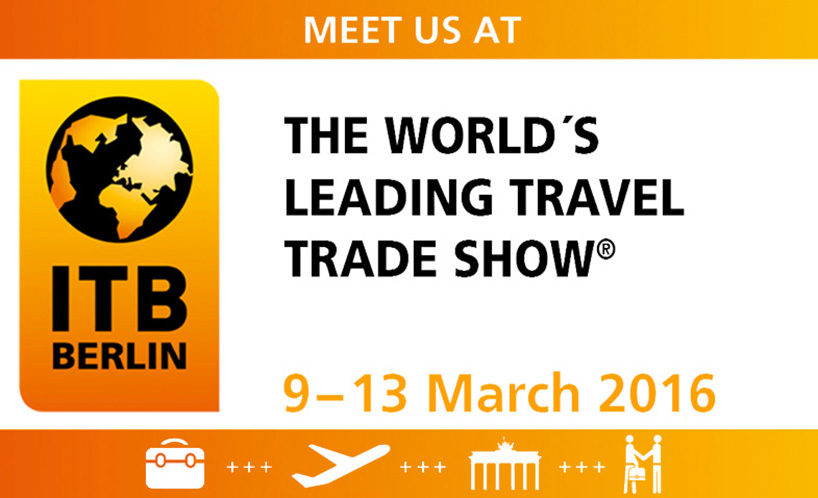 MEET US AT
ITB
BERLIN
THE WORLD´S
LEADING TRAVEL
TRADE SHOW®
9–13 March 2016
+++ +++ +++